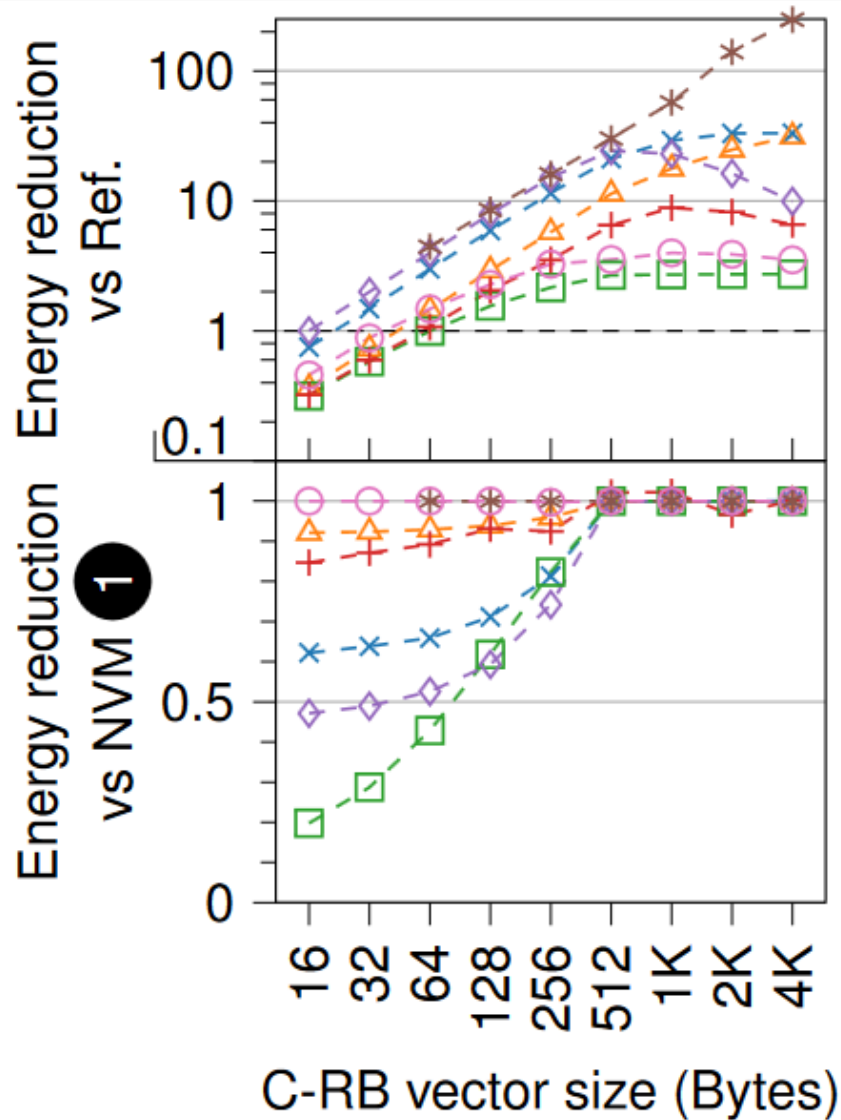 Energy reduction
vs Ref.
100
10
1
0.1
Energy reduction
vs NVM 1
1
0.5
0
16
32
64
128
256
512
1K
2K
4K
C-RB vector size (Bytes)